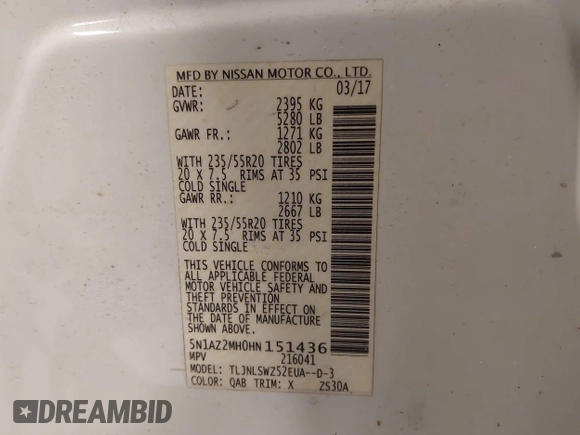 MFD BY NISSAN MOTOR CO., LTD.
DATE: 03/17
GVWR: 2395 KG
5280 LB
GAWR FR.: 1271 KG
2802 LB
WITH 235/55R20 TIRES
20 X 7.5 RIMS AT 35 PSI
COLD SINGLE
GAWR RR.: 1210 KG
2667 LB
WITH 235/55R20 TIRES
20 X 7.5 RIMS AT 35 PSI
COLD SINGLE
THIS VEHICLE CONFORMS TO
ALL APPLICABLE FEDERAL
MOTOR VEHICLE SAFETY AND
THEFT PREVENTION
STANDARDS IN EFFECT ON
THE DATE OF MANUFACTURE
SHOWN ABOVE.
5N1AZ2MH0HN151436
MPV 216041
MODEL: TLJNLSWZ52EUA--D-3
COLOR: QAB TRIM: X ZS30A
TIDMBID